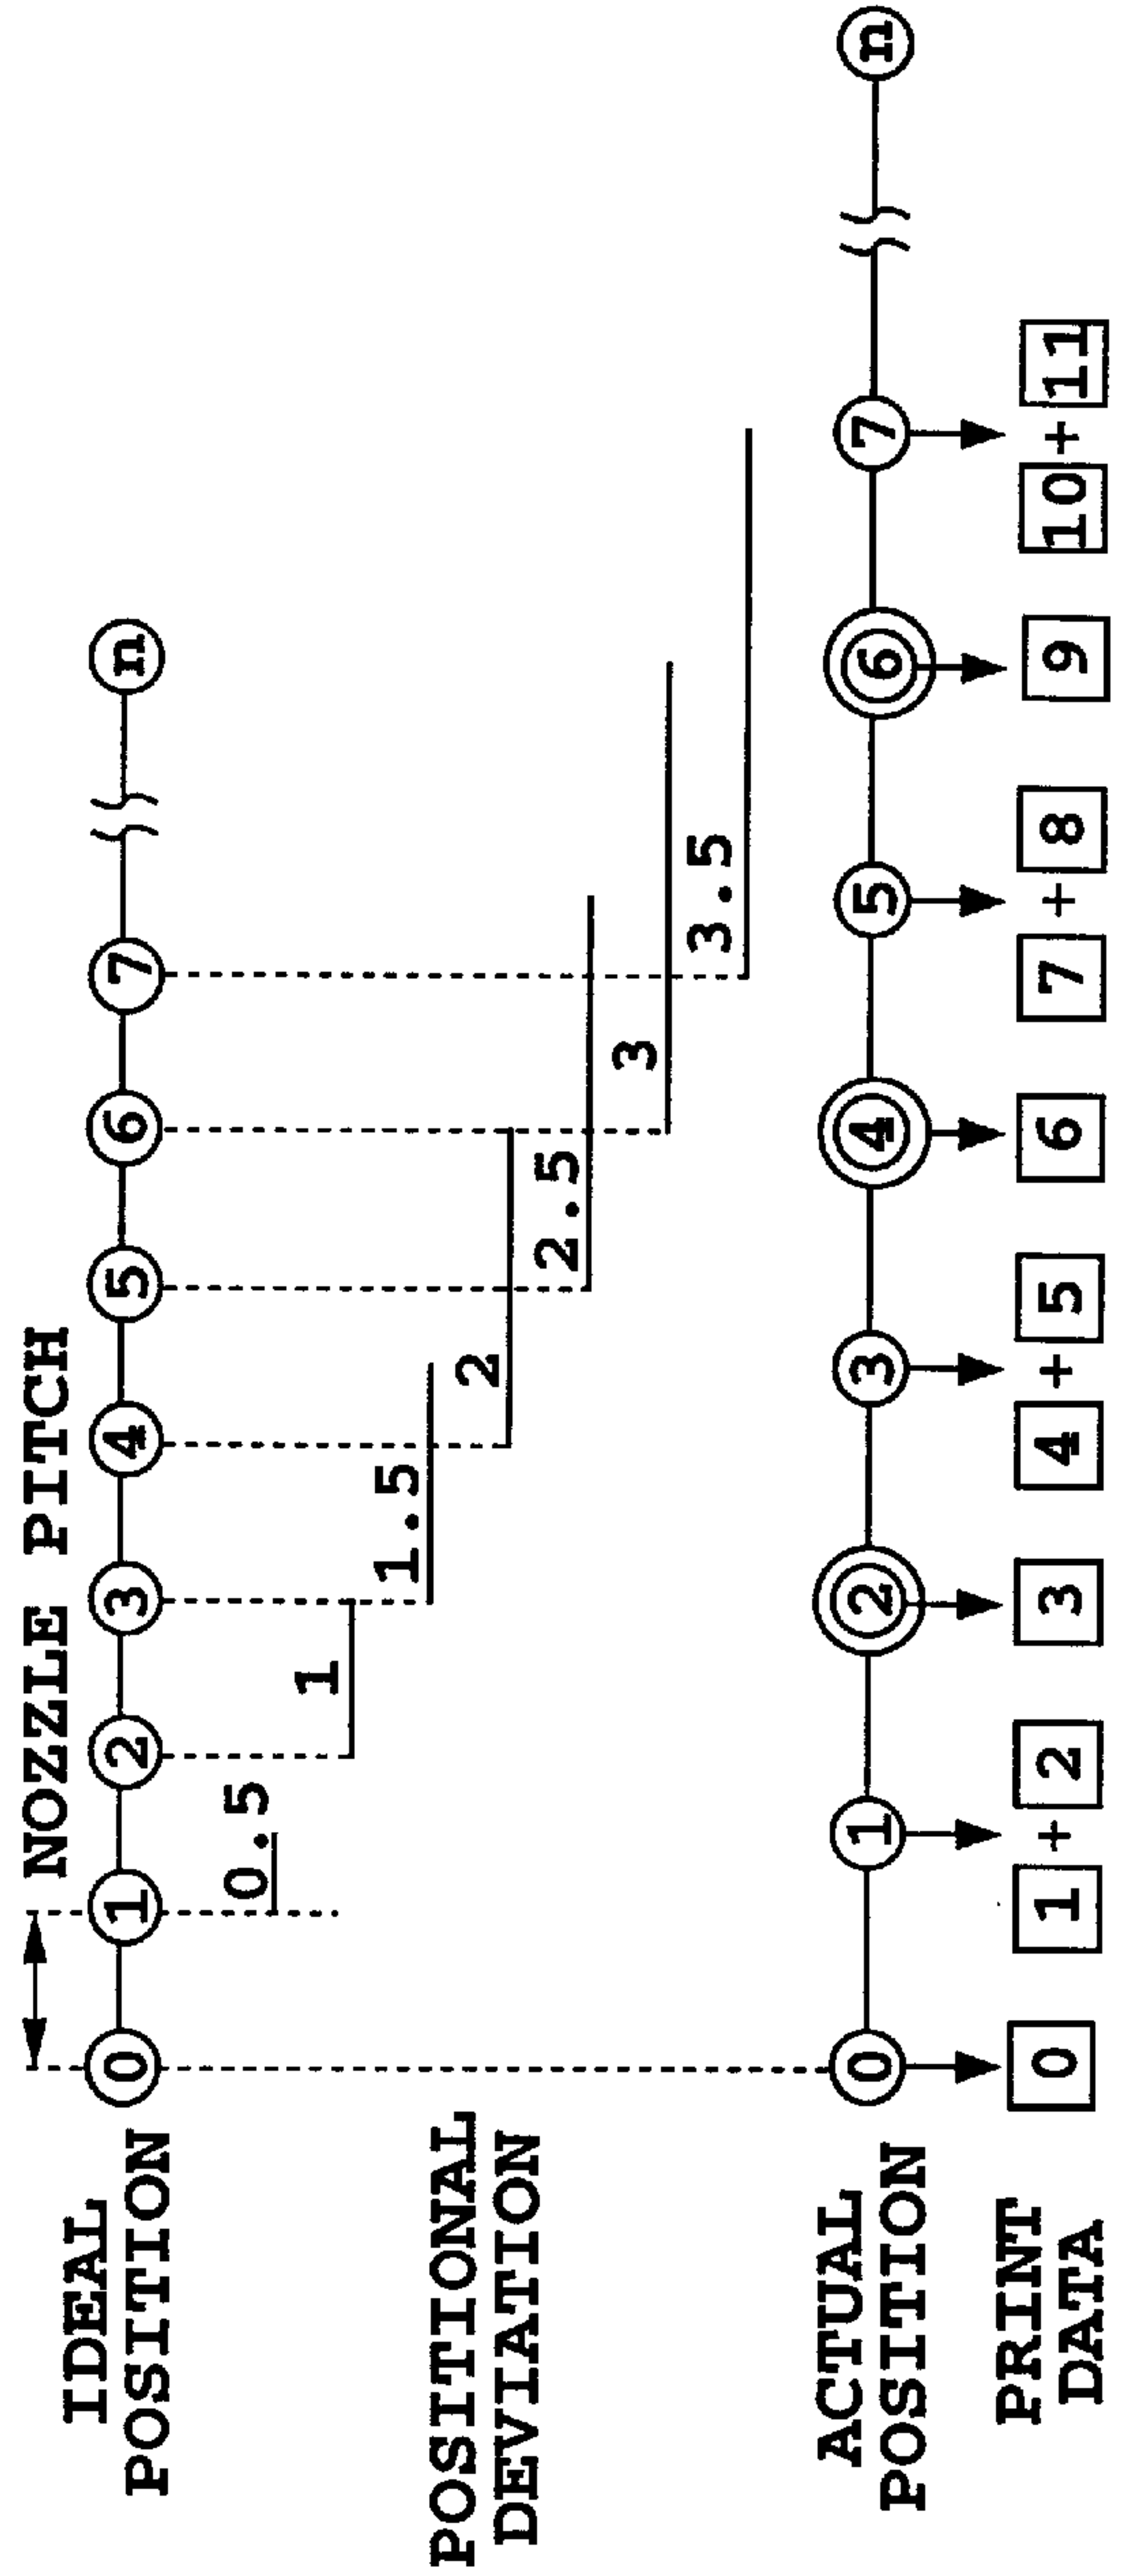 NOZZLE PITCH
IDEAL
POSITION
0 1 2 3 4 5 6 7 n
POSITIONAL
DEVIATION
0.5
1
1.5
2
2.5
3
3.5
ACTUAL
POSITION
0 1 2 3 4 5 6 7 n
PRINT
DATA
0 1 + 2 3 4 + 5 6 7 + 8 9 10 + 11